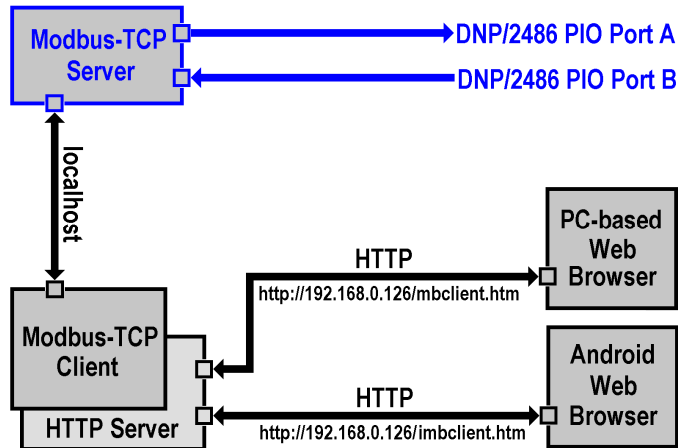 Modbus-TCP
Server
DNP/2486 PIO Port A
DNP/2486 PIO Port B
localhost
PC-based
Web
Browser
HTTP
http://192.168.0.126/mbclient.htm
Modbus-TCP
Client
HTTP Server
HTTP
http://192.168.0.126/imbclient.htm
Android
Web
Browser